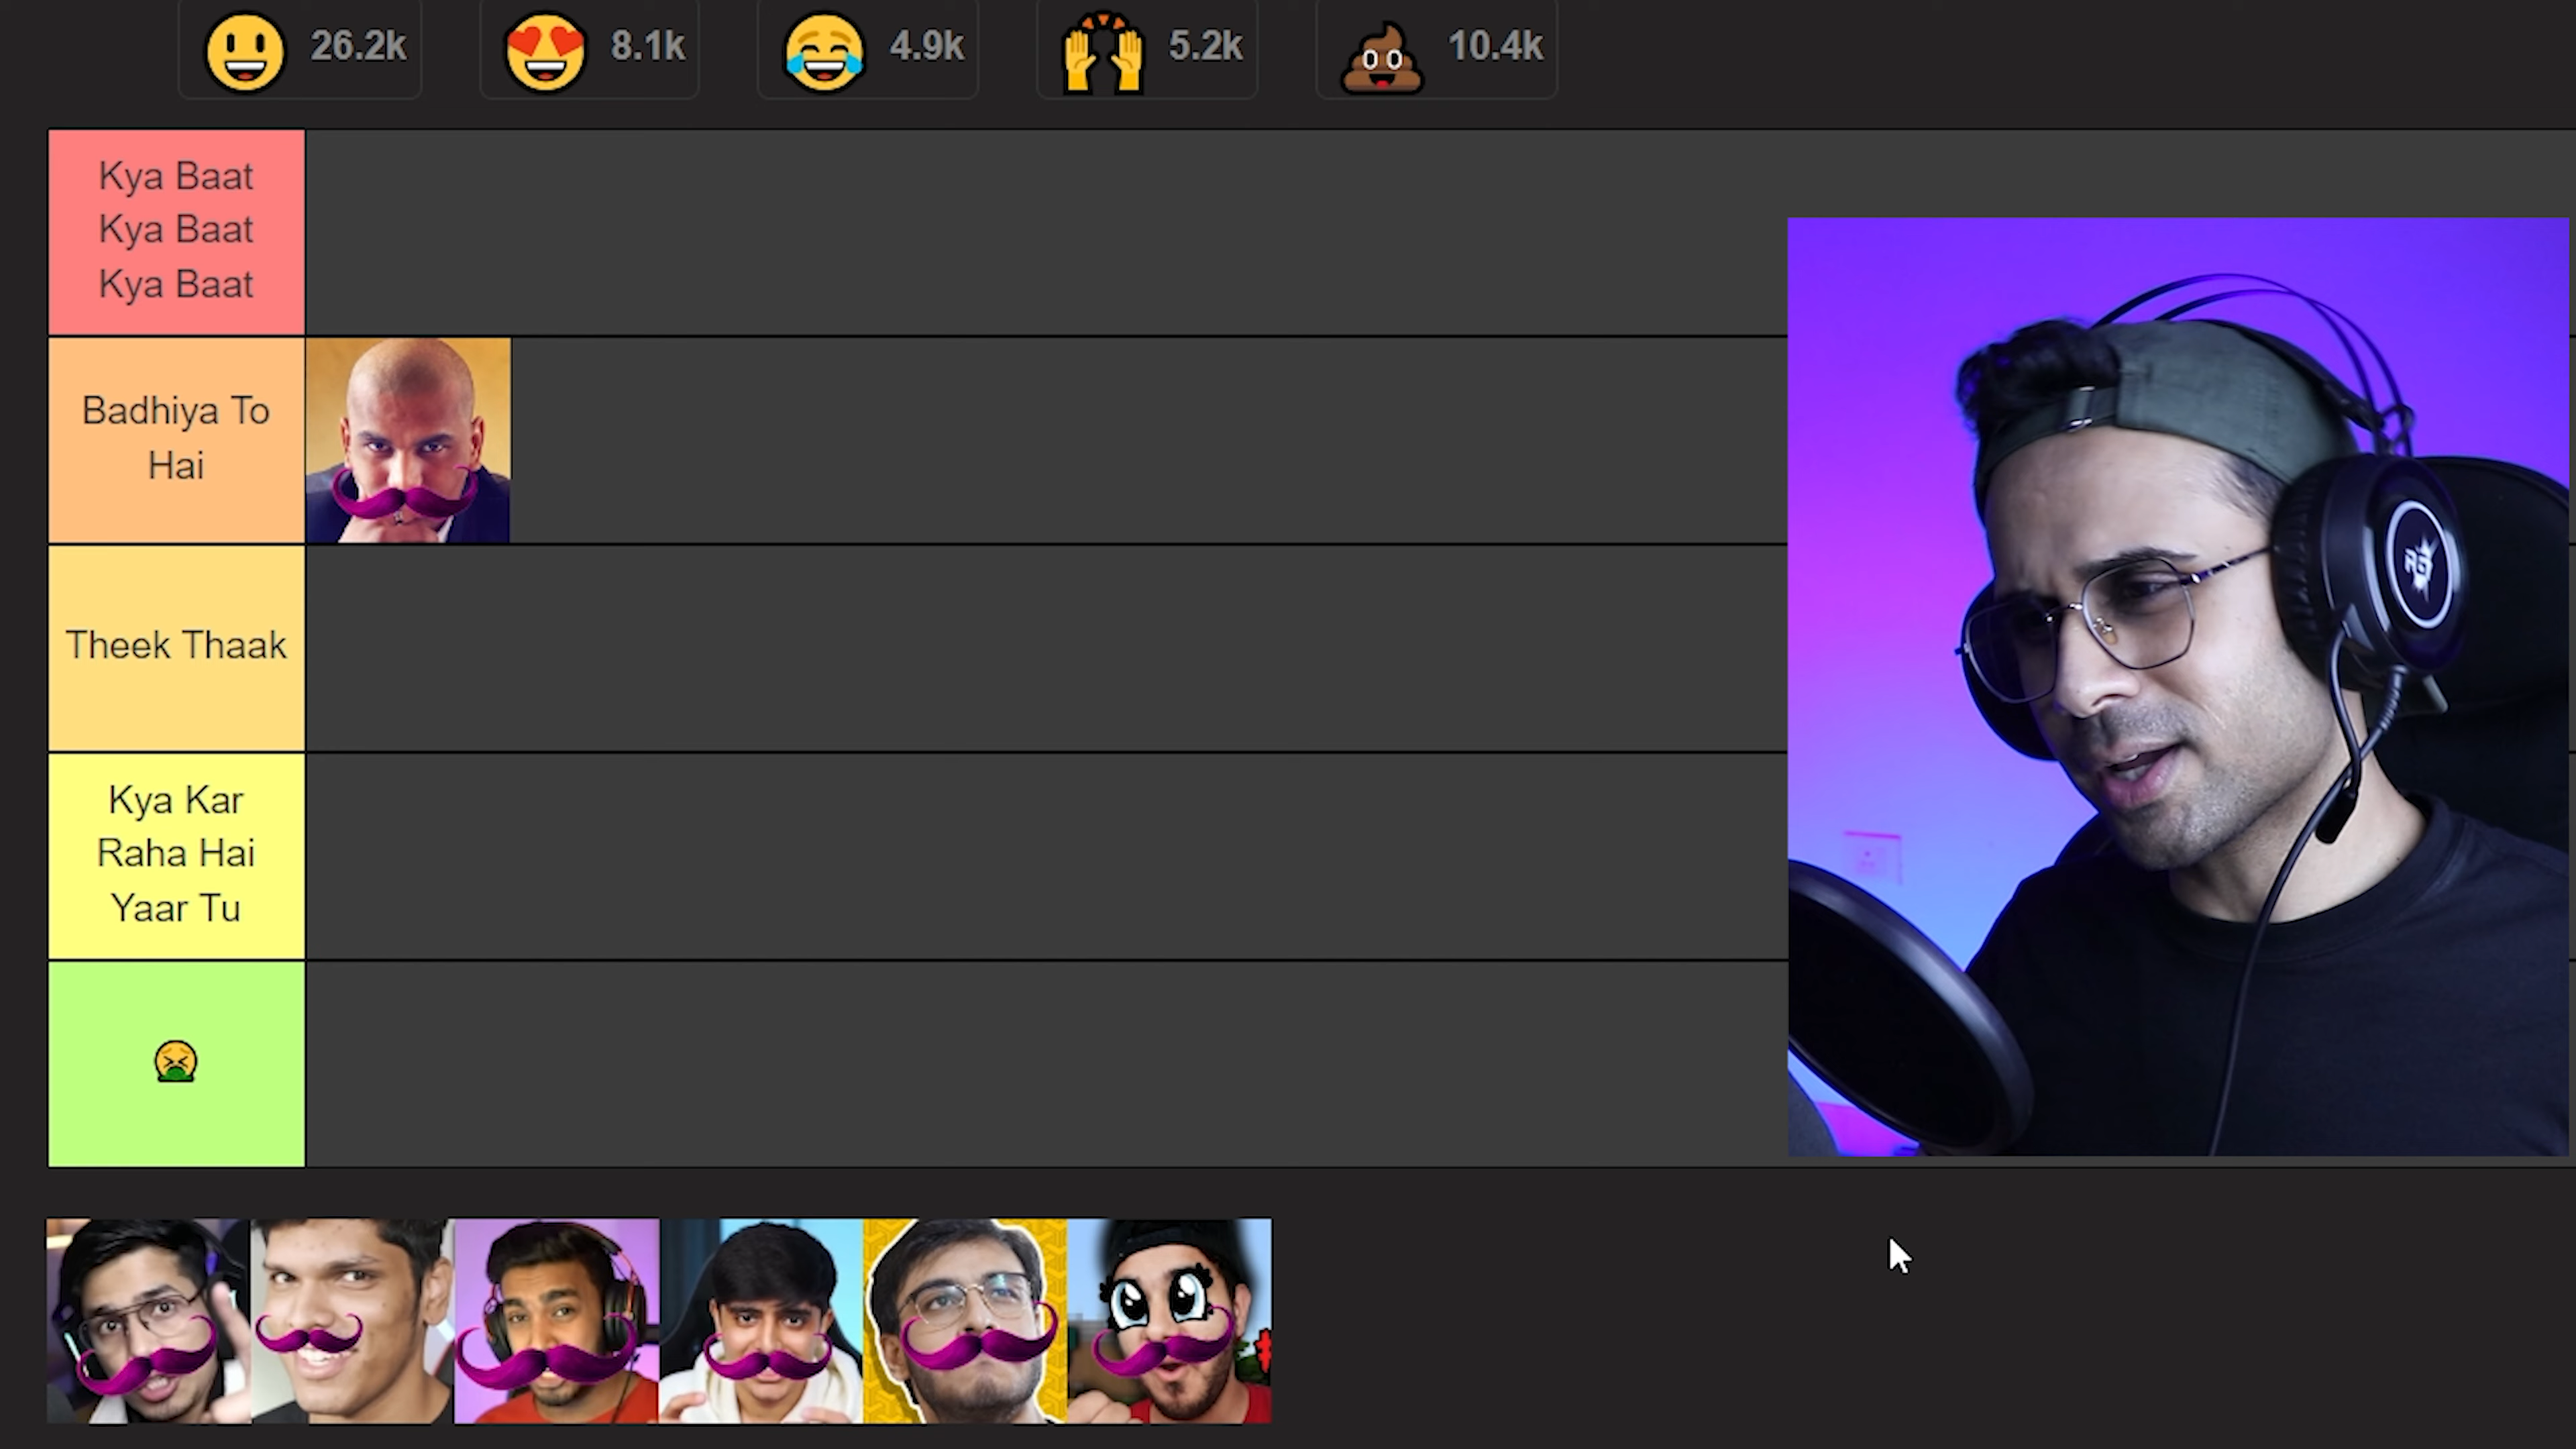 26.2k 8.1k 4.9k 5.2k 10.4k
Kya Baat
Kya Baat
Kya Baat
Badhiya To
Hai
Theek Thaak
Kya Kar
Raha Hai
Yaar Tu